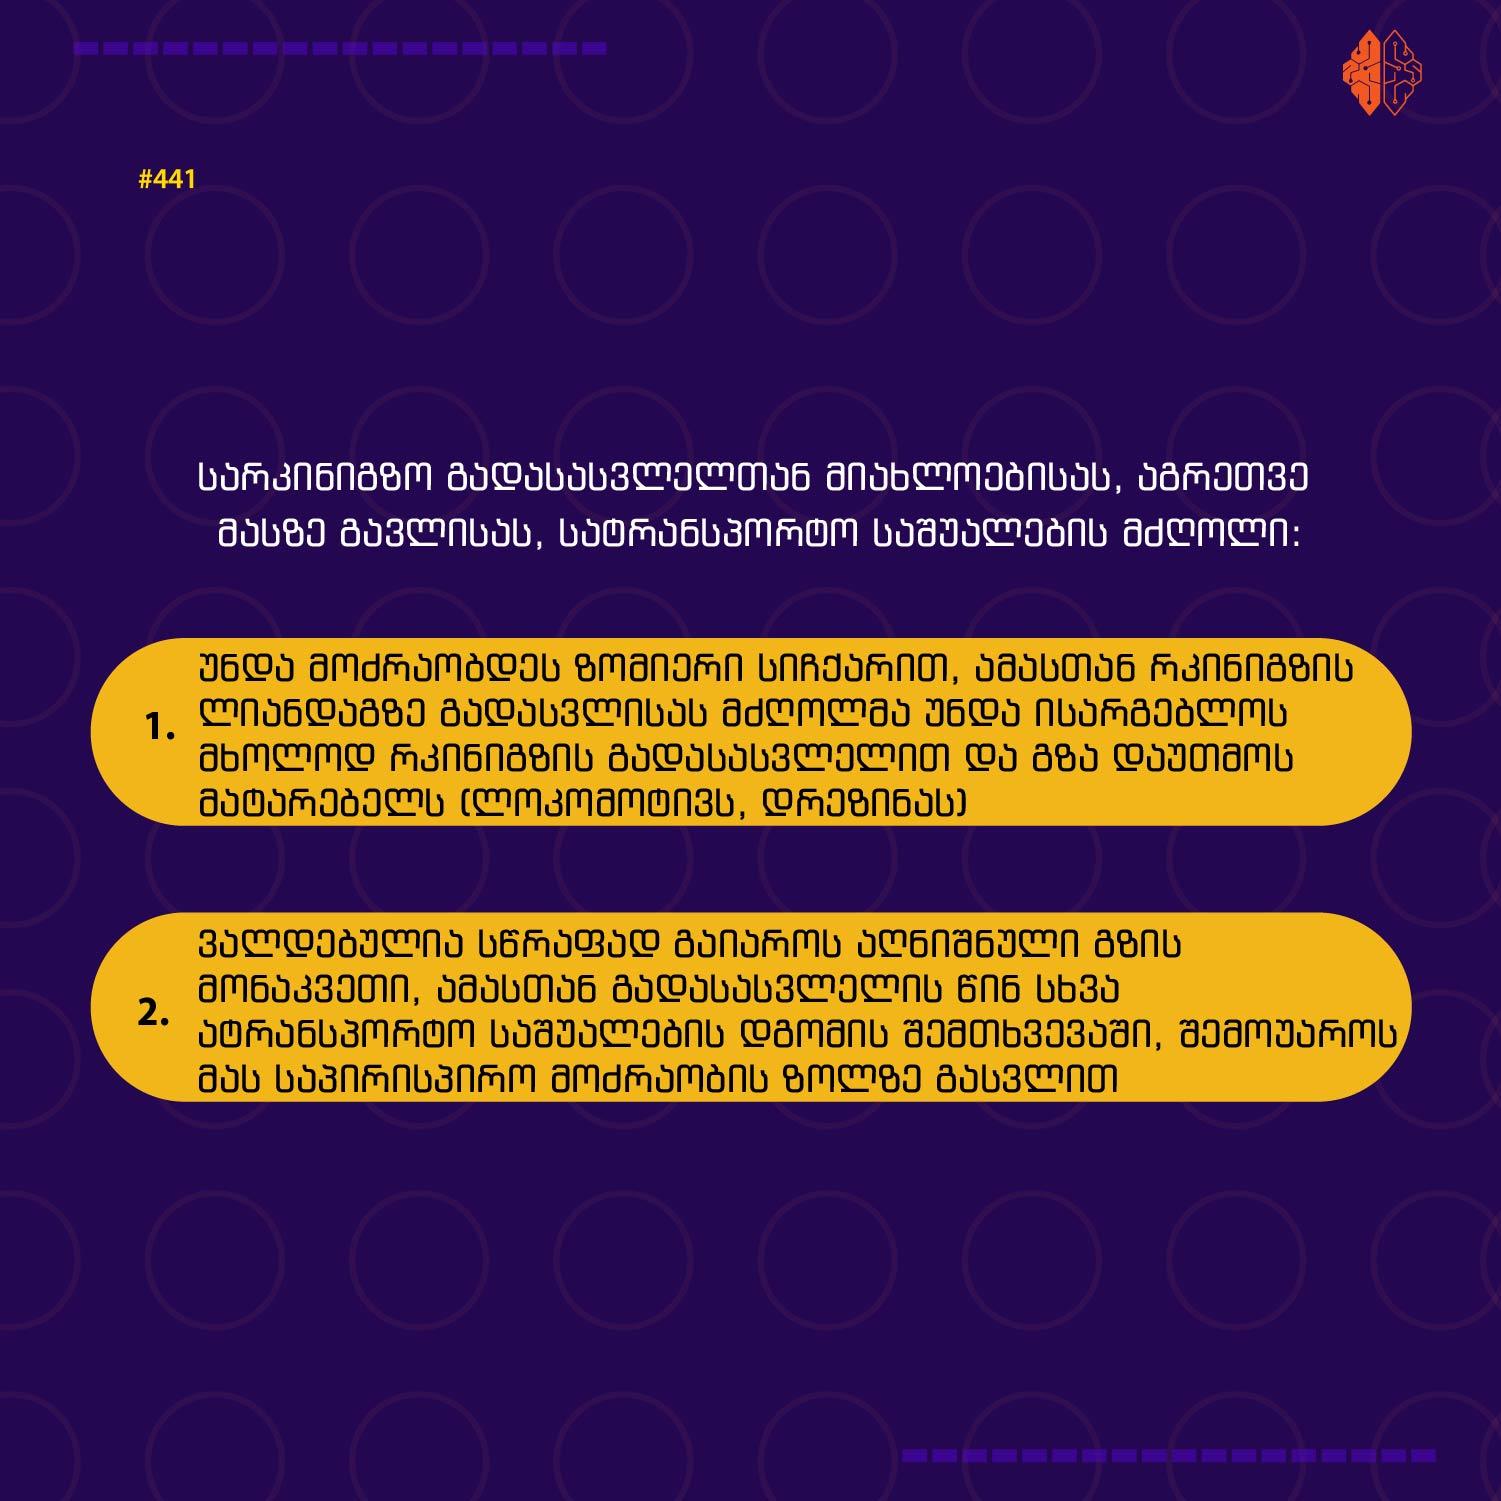 #441
სარკინიგზო გადასასვლელთან მიახლოებისას, აგრეთვე
მასზე გავლისას, სატრანსპორტო საშუალების მძღოლი:
1. უნდა მოძრაობდეს ზომიერი სიჩქარით, ამასთან რკინიგზის
ლიანდაგზე გადასვლისას მძღოლმა უნდა ისარგებლოს
მხოლოდ რკინიგზის გადასასვლელით და გზა დაუთმოს
მატარებელს (ლოკომოტივს, დრეზინას)
2. ვალდებულია სწრაფად გაიაროს აღნიშნული გზის
მონაკვეთი, ამასთან გადასასვლელის წინ სხვა
ატრანსპორტო საშუალების დგომის შემთხვევაში, შემოუაროს
მას საპირისპირო მოძრაობის ზოლზე გასვლით